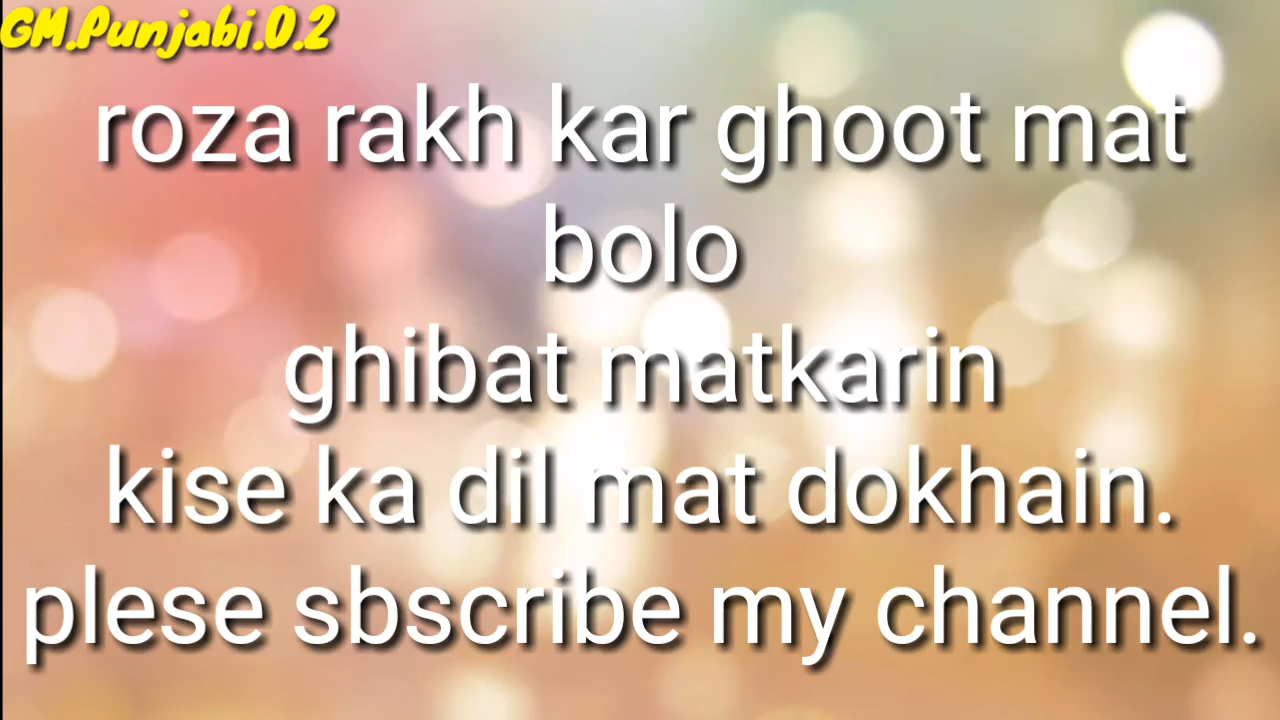 GM.Punjabi.0.2
roza rakh kar ghoot mat
bolo
ghibat matkarin
kise ka dil mat dokhain.
plese sbscribe my channel.